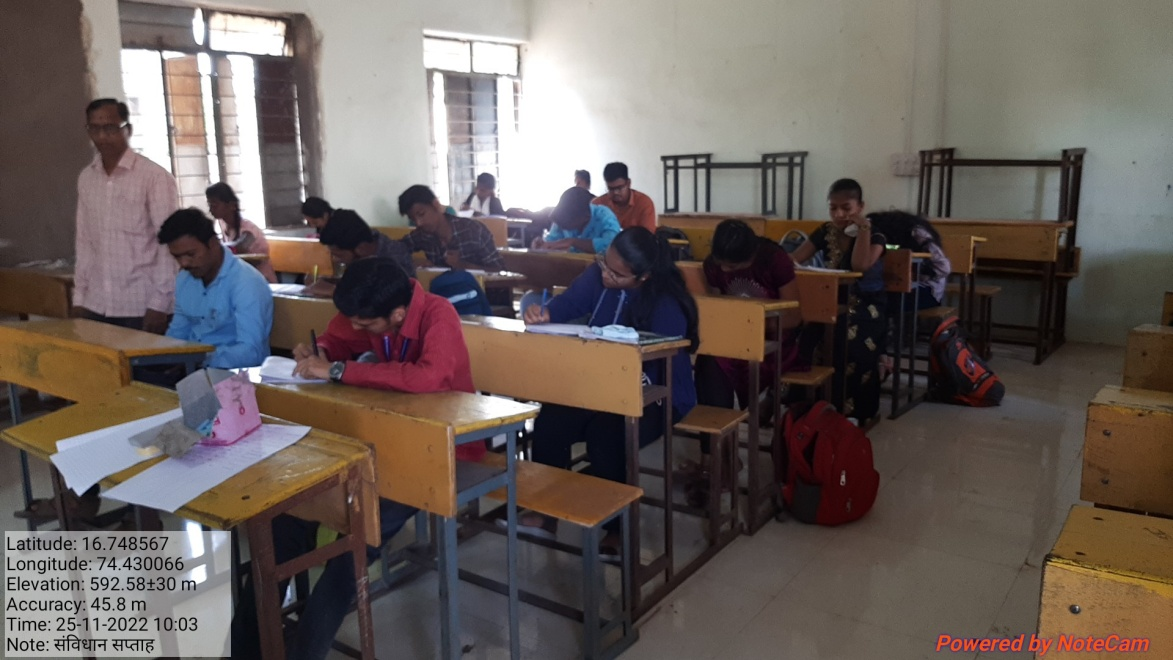 Latitude: 16.748567
Longitude: 74.430066
Elevation: 592.58±30 m
Accuracy: 45.8 m
Time: 25-11-2022 10:03
Note: संविधान सप्ताह
Powered by NoteCam